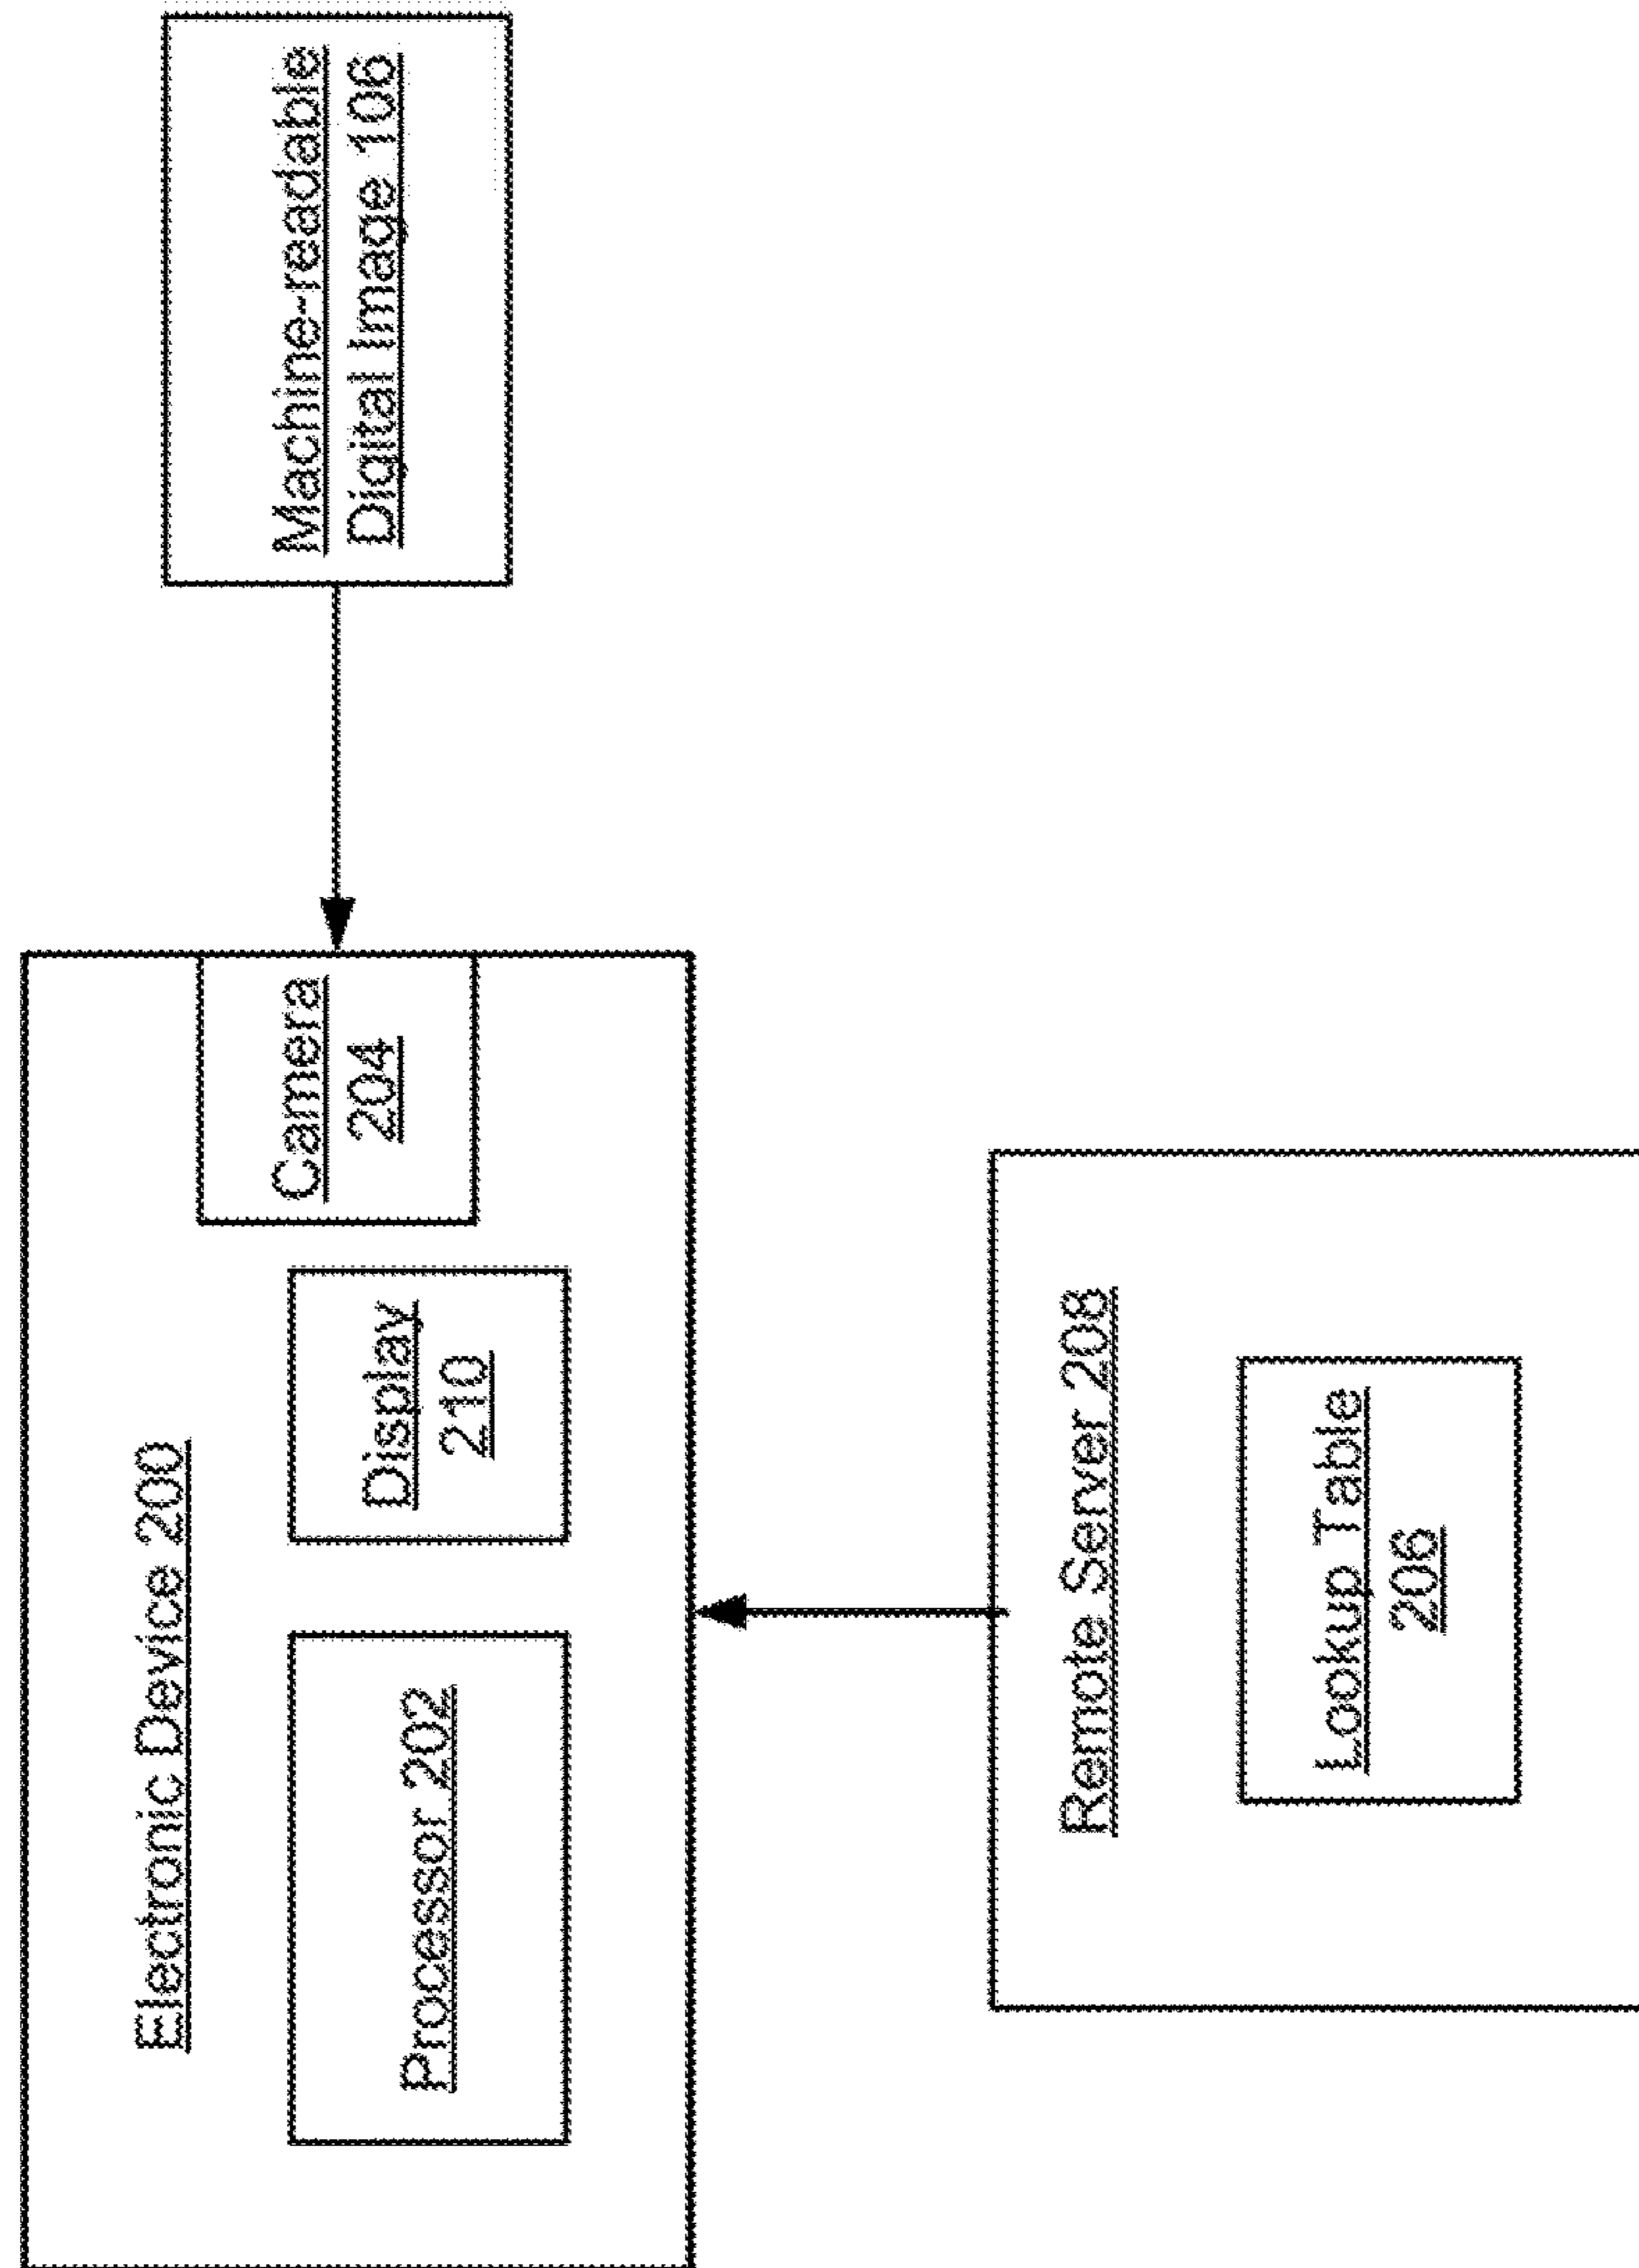 Electronic Device 200
Processor 202
Display
210
Camera
204
Machine-readable
Digital Image 106
Remote Server 208
Lookup Table
206